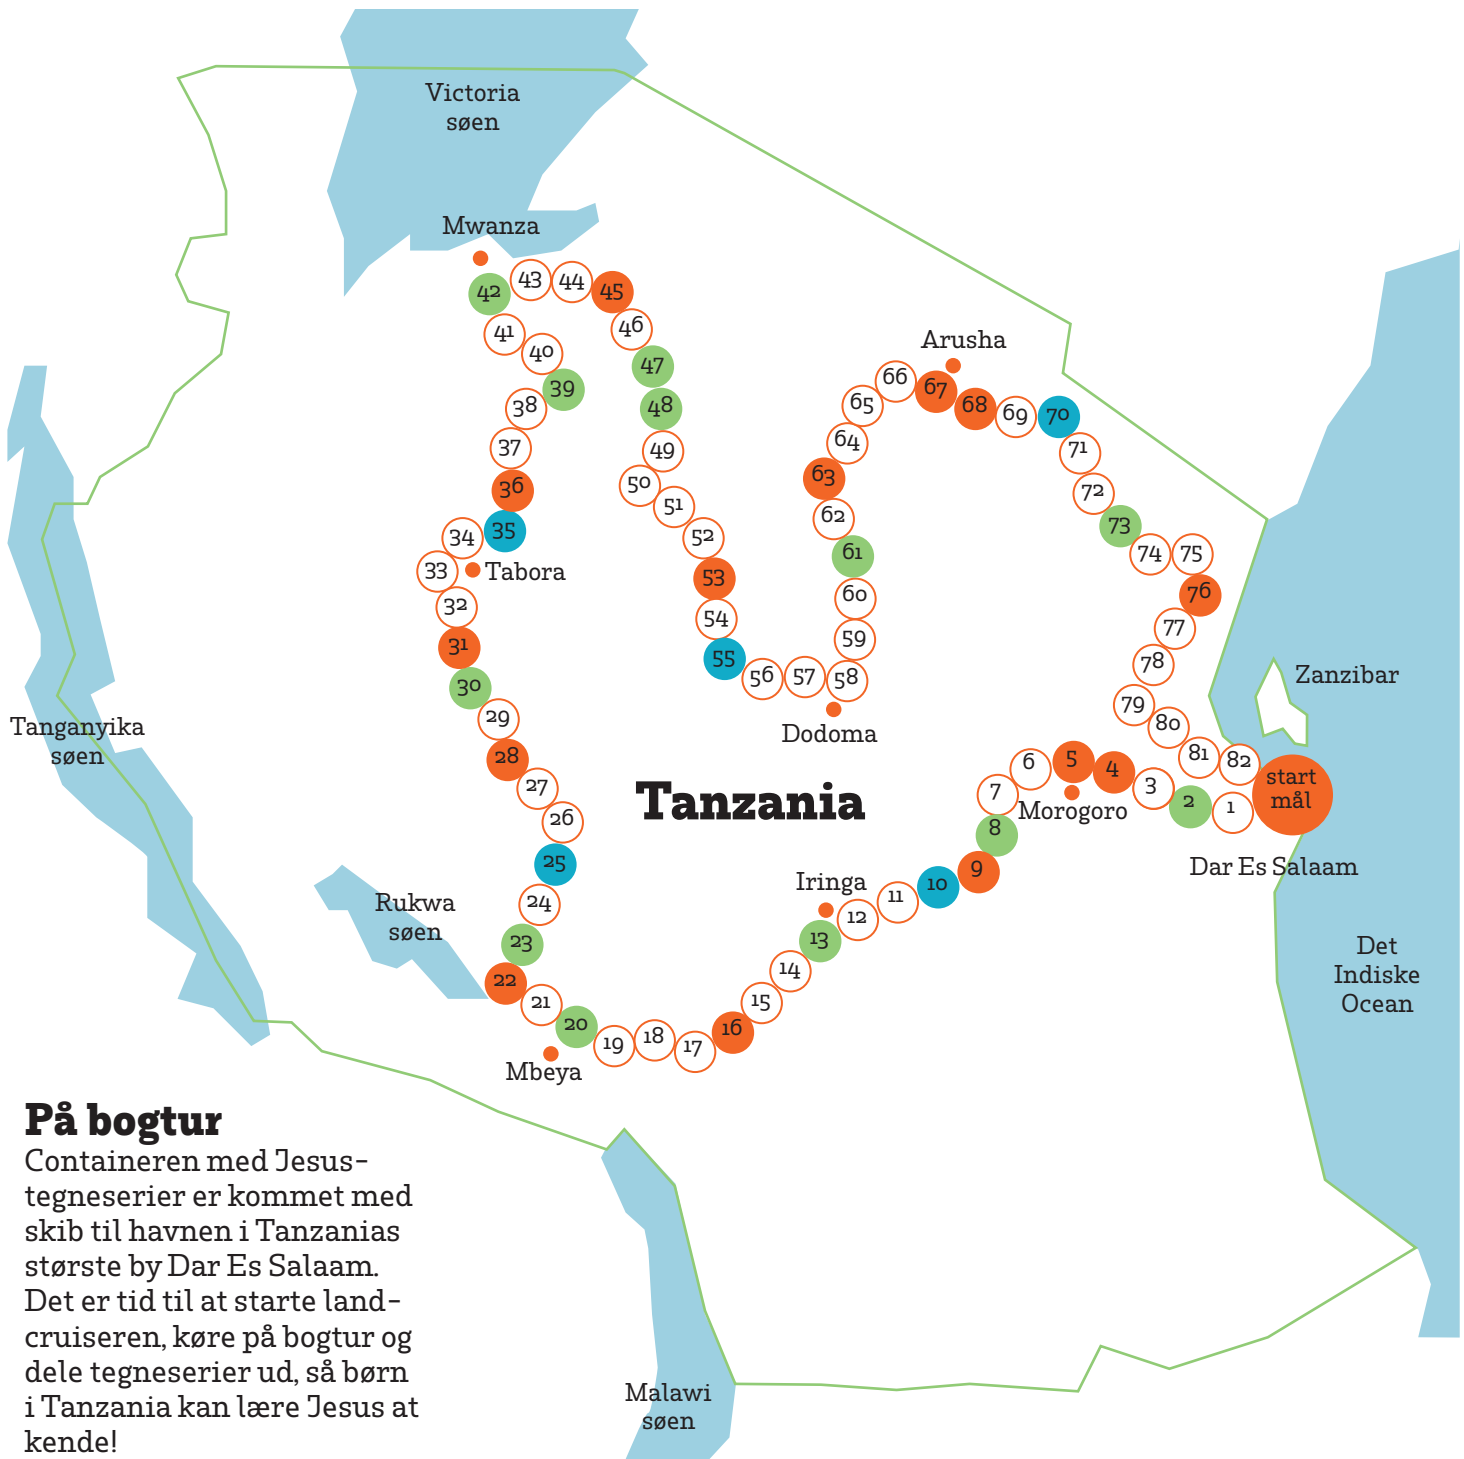 Victoria
søen
Mwanza
42
43
44
45
41
46
40
47
39
48
38
49
37
50
36
51
35
52
34
53
33
Tabora
54
32
55
31
56
57
58
30
59
29
60
28
61
27
62
26
63
25
64
24
65
23
66
22
67
21
68
20
69
19
70
18
71
17
72
16
73
15
74
75
14
76
13
77
12
78
11
79
10
80
9
81
82
8
7
6
5
4
3
2
1
start
mål
Arusha
Zanzibar
Tanganyika
søen
Dodoma
Tanzania
Morogoro
Dar Es Salaam
Iringa
Rukwa
søen
Det
Indiske
Ocean
Mbeya
På bogtur
Containeren med Jesus-
tegneserier er kommet med
skib til havnen i Tanzanias
største by Dar Es Salaam.
Det er tid til at starte land-
cruiseren, køre på bogtur og
dele tegneserier ud, så børn
i Tanzania kan lære Jesus at
kende!
Malawi
søen